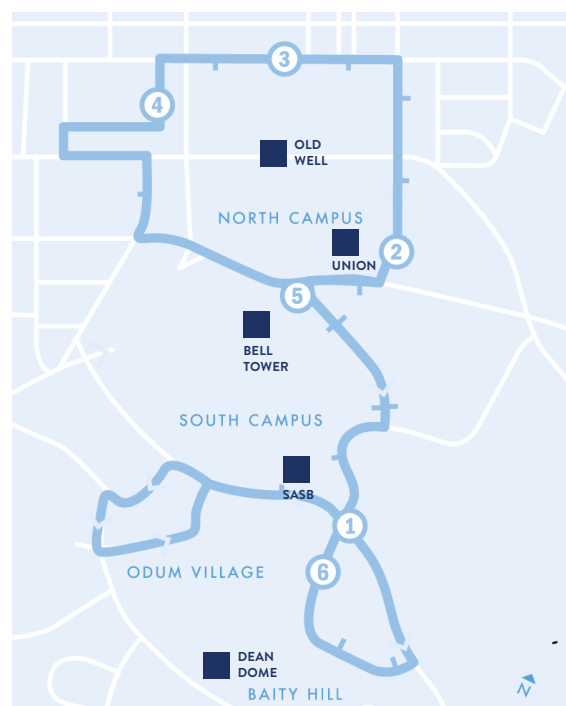 3
4
OLD
WELL
NORTH CAMPUS
2
UNION
5
BELL
TOWER
SOUTH CAMPUS
SASB
1
6
ODUM VILLAGE
DEAN
DOME
BAITY HILL
N